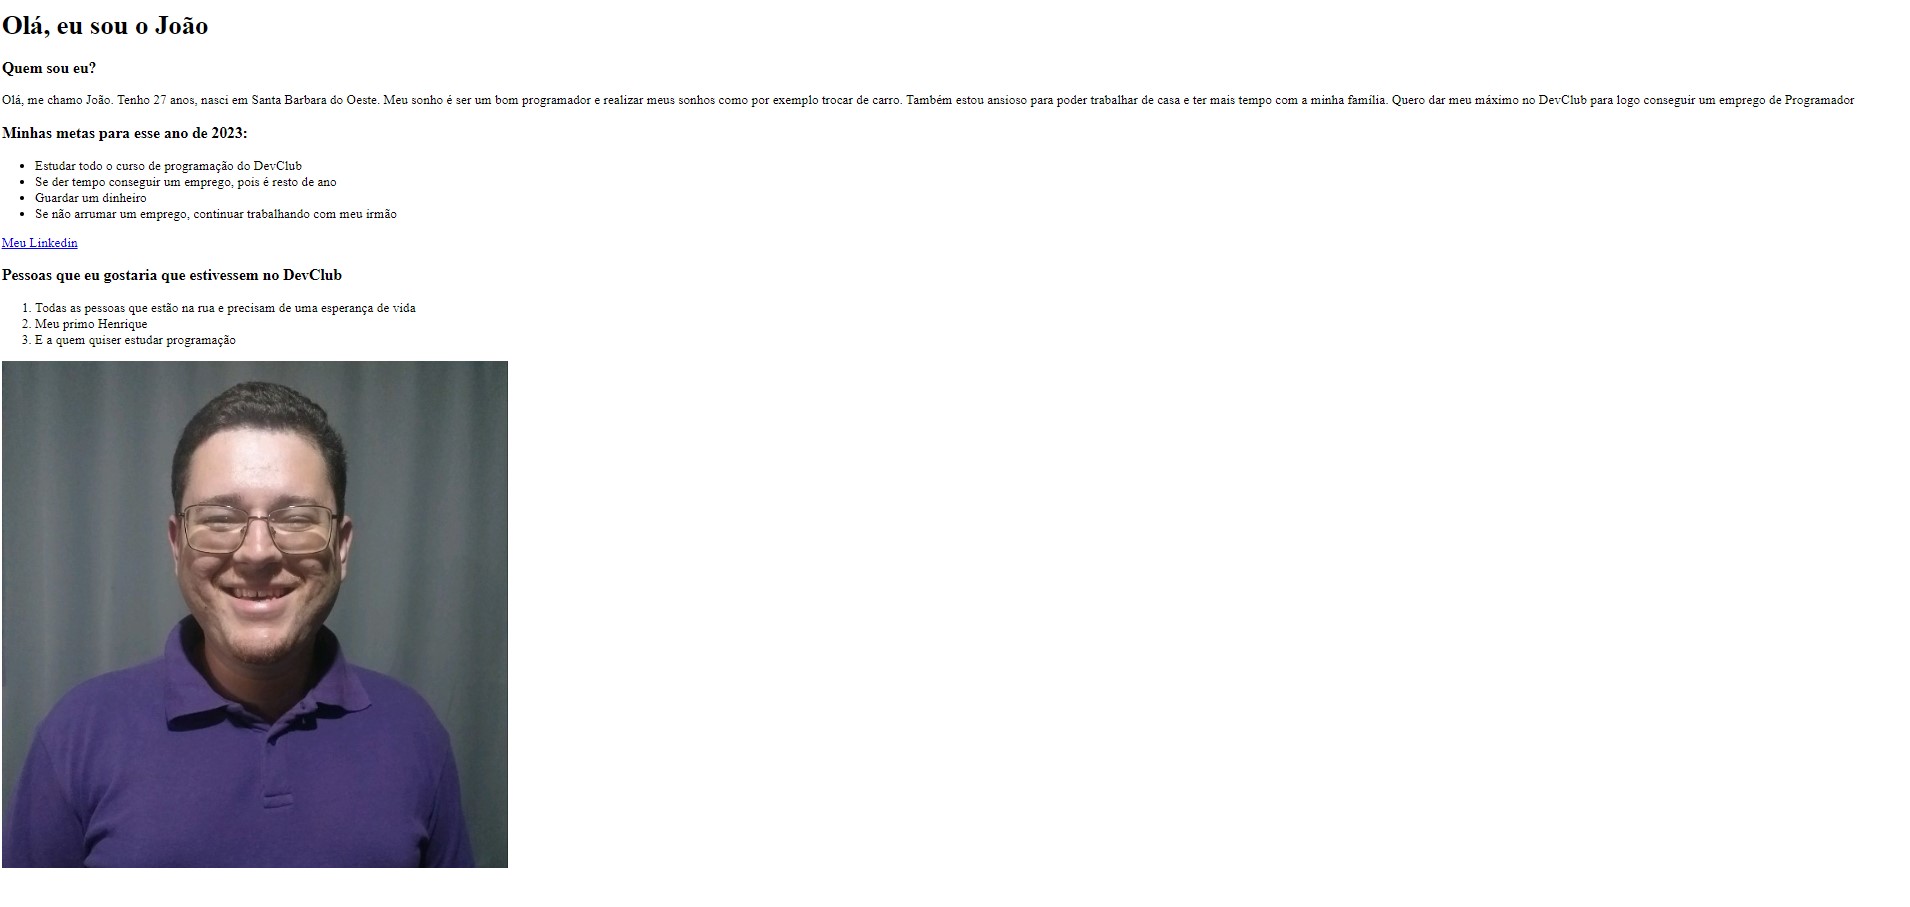 Olá, eu sou o João
Quem sou eu?
Olá, me chamo João. Tenho 27 anos, nasci em Santa Barbara do Oeste. Meu sonho é ser um bom programador e realizar meus sonhos como por exemplo trocar de carro. Também estou ansioso para poder trabalhar de casa e ter mais tempo com a minha família. Quero dar meu máximo no DevClub para logo conseguir um emprego de Programador
Minhas metas para esse ano de 2023:
• Estudar todo o curso de programação do DevClub
• Se der tempo conseguir um emprego, pois é resto de ano
• Guardar um dinheiro
• Se não arrumar um emprego, continuar trabalhando com meu irmão
Meu Linkedin
Pessoas que eu gostaria que estivessem no DevClub
1. Todas as pessoas que estão na rua e precisam de uma esperança de vida
2. Meu primo Henrique
3. E a quem quiser estudar programação